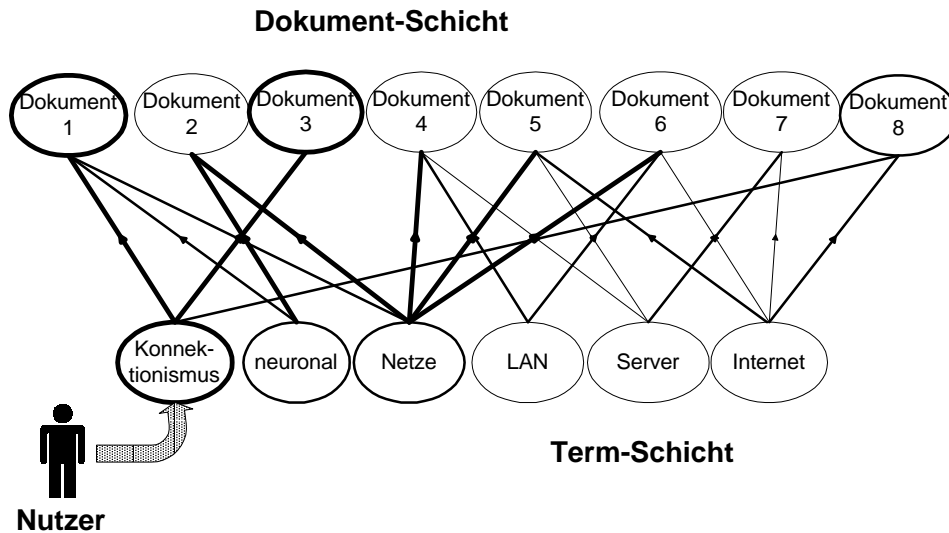 Dokument-Schicht
Dokument
1
Dokument
2
Dokument
3
Dokument
4
Dokument
5
Dokument
6
Dokument
7
Dokument
8
Konnek-
tionismus
neuronal
Netze
LAN
Server
Internet
Term-Schicht
Nutzer